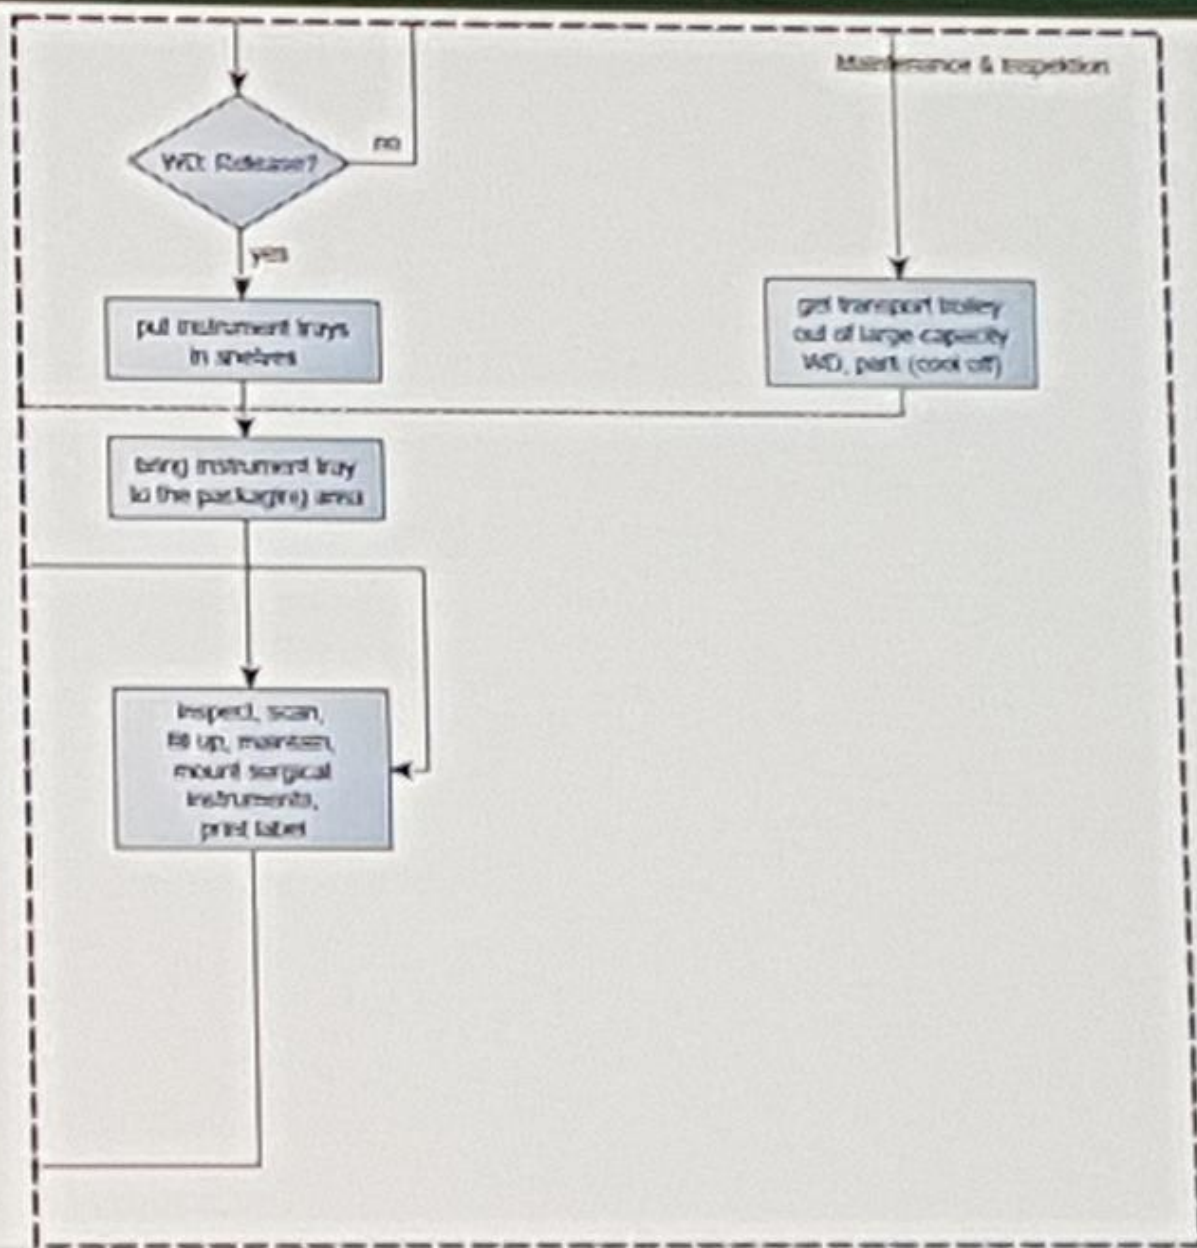 Maintenance & Inspektion
no
WD: Release?
yes
pull instrument trays
in shelves
get transport trolley
out of large capacity
WD, park (cool off)
bring instrument tray
to the packaging area
inspect, scan,
fill up, maintain,
mount surgical
instruments,
print label